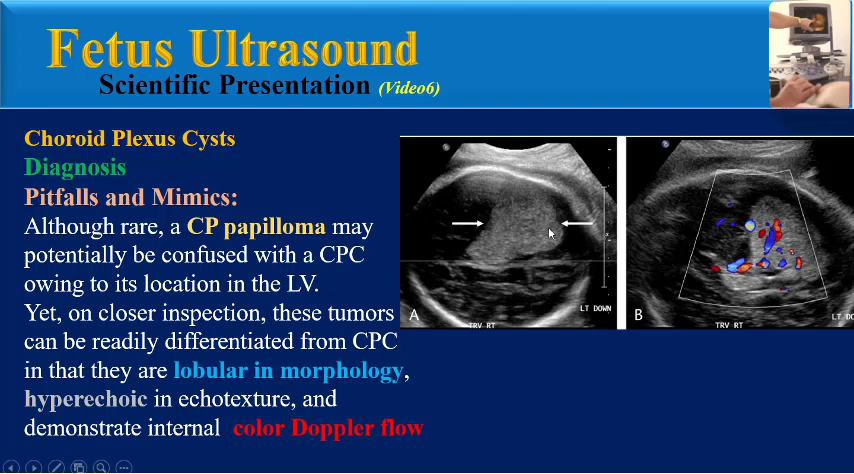 Fetus Ultrasound
Scientific Presentation (Video6)
Choroid Plexus Cysts
Diagnosis
Pitfalls and Mimics:
Although rare, a CP papilloma may
potentially be confused with a CPC
owing to its location in the LV.
Yet, on closer inspection, these tumors
can be readily differentiated from CPC
in that they are lobular in morphology,
hyperechoic in echotexture, and
demonstrate internal color Doppler flow
A
LT DOWN
TRV RT
B
LT DO
TRV RT